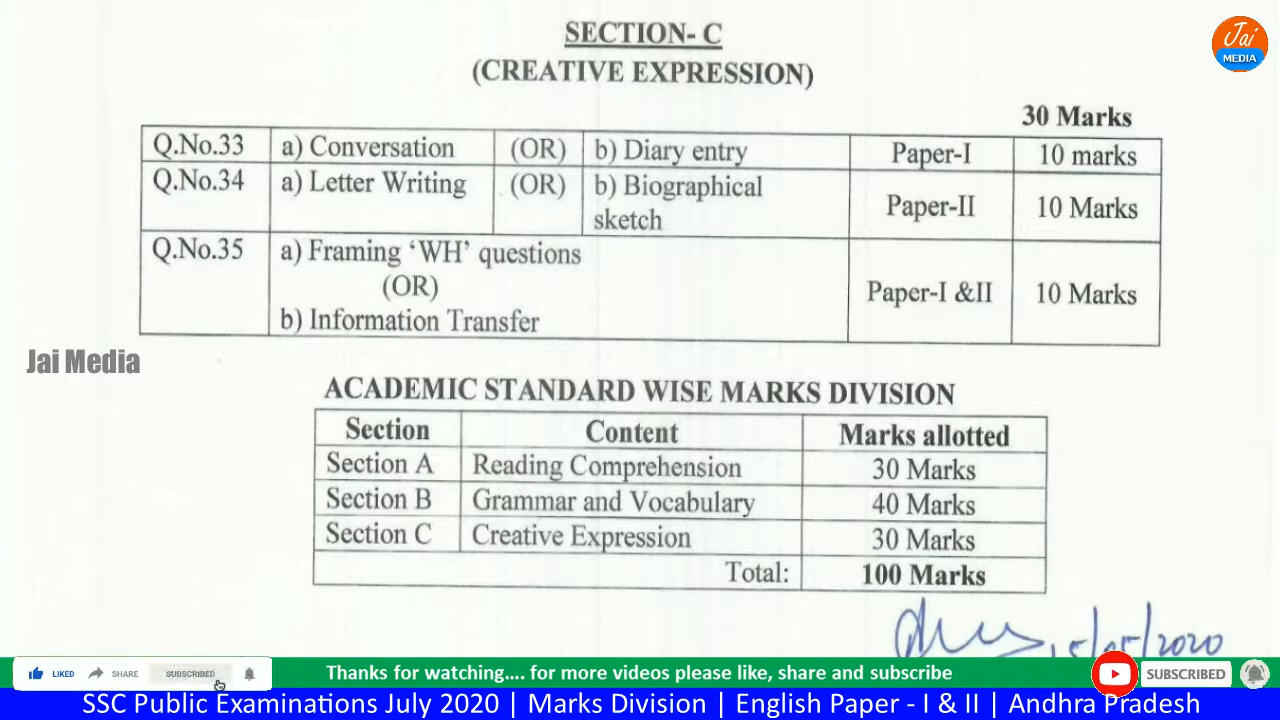 SECTION- C
Jai
MEDIA
(CREATIVE EXPRESSION)
30 Marks
Q.No.33 a) Conversation (OR) b) Diary entry Paper-I 10 marks
Q.No.34 a) Letter Writing (OR) b) Biographical
sketch Paper-II 10 Marks
Q.No.35 a) Framing ‘WH’ questions
(OR) Paper-I &II 10 Marks
b) Information Transfer
Jai Media
ACADEMIC STANDARD WISE MARKS DIVISION
Section Content Marks allotted
Section A Reading Comprehension 30 Marks
Section B Grammar and Vocabulary 40 Marks
Section C Creative Expression 30 Marks
Total: 100 Marks
LIKED SHARE SUBSCRIBED Thanks for watching.... for more videos please like, share and subscribe SUBSCRIBED
SSC Public Examinations July 2020 | Marks Division | English Paper - I & II | Andhra Pradesh